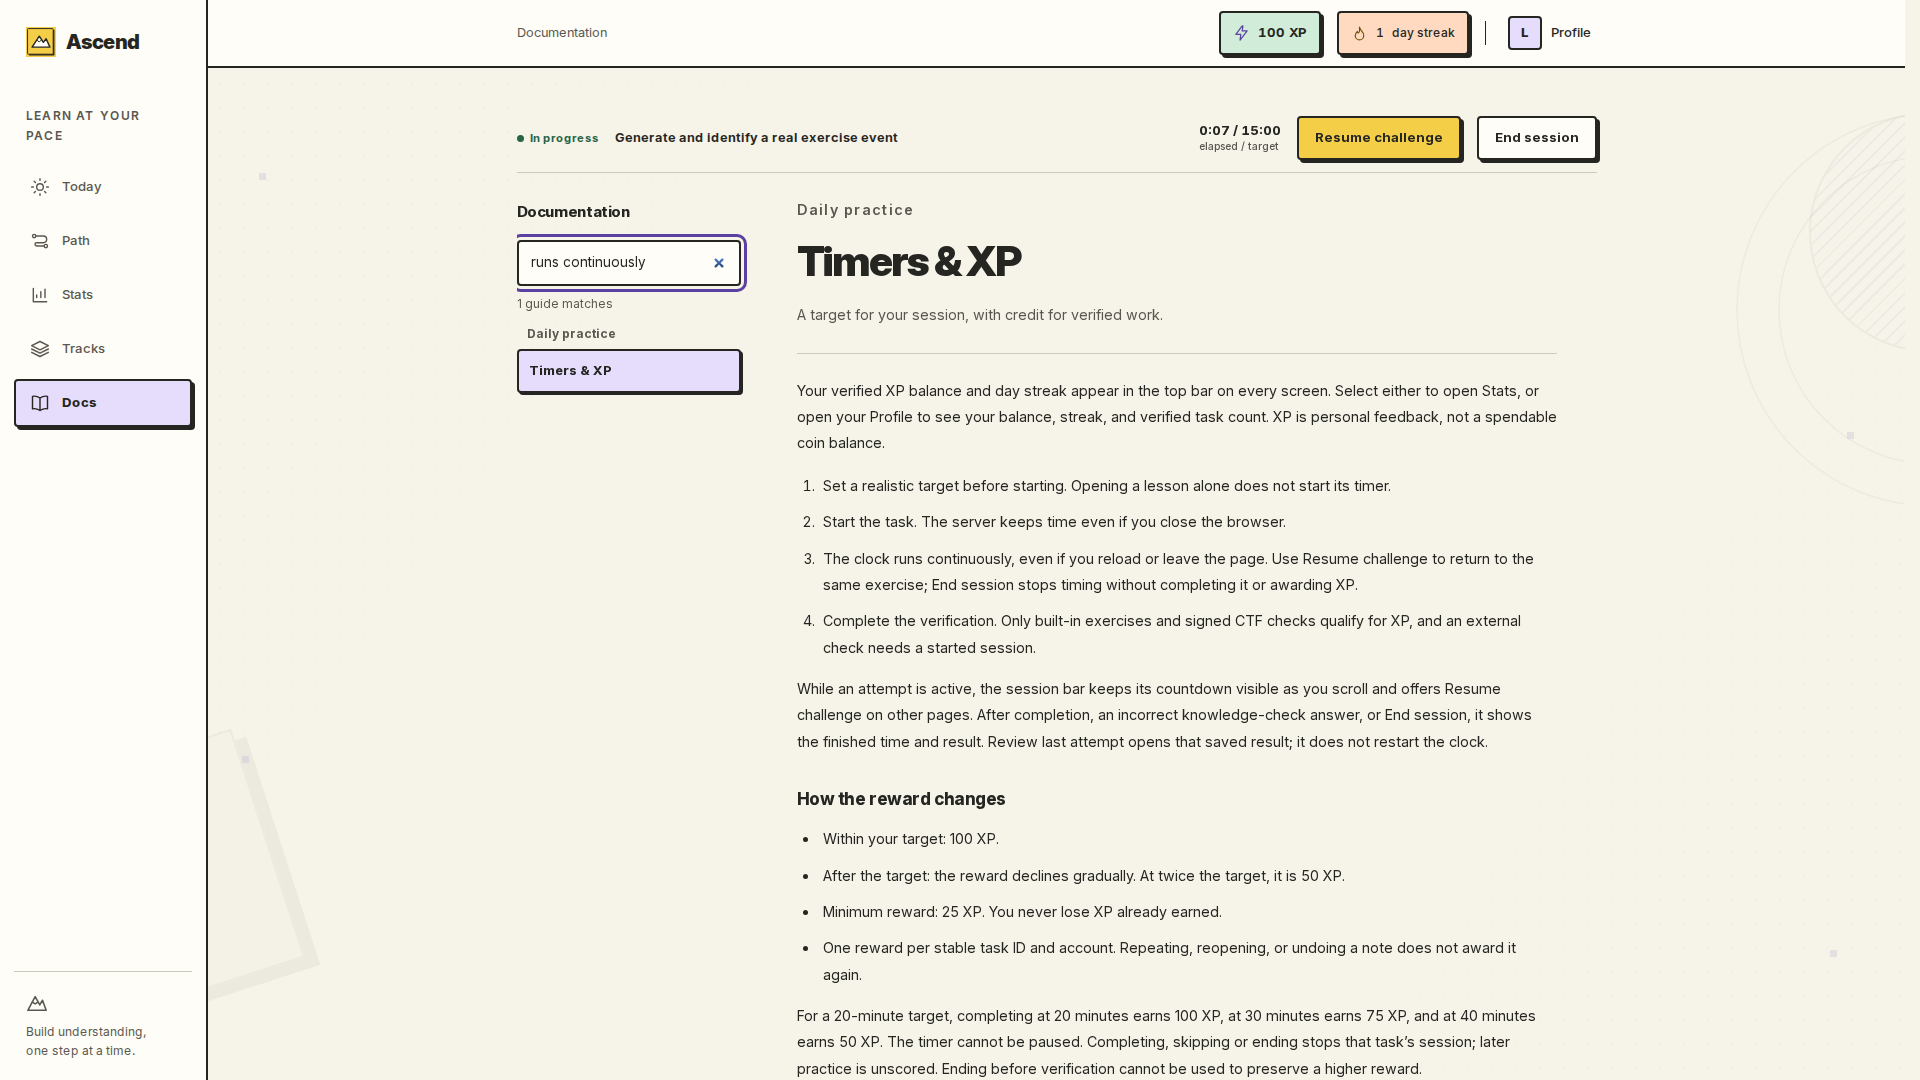 Ascend
LEARN AT YOUR
PACE
Today
Path
Stats
Tracks
Docs
Build understanding,
one step at a time.
Documentation
100 XP
1 day streak
L
Profile
In progress
Generate and identify a real exercise event
0:07 / 15:00
elapsed / target
Resume challenge
End session
Documentation
runs continuously
1 guide matches
Daily practice
Timers & XP
Daily practice
Timers & XP
A target for your session, with credit for verified work.
Your verified XP balance and day streak appear in the top bar on every screen. Select either to open Stats, or
open your Profile to see your balance, streak, and verified task count. XP is personal feedback, not a spendable
coin balance.
1. Set a realistic target before starting. Opening a lesson alone does not start its timer.
2. Start the task. The server keeps time even if you close the browser.
3. The clock runs continuously, even if you reload or leave the page. Use Resume challenge to return to the
same exercise; End session stops timing without completing it or awarding XP.
4. Complete the verification. Only built-in exercises and signed CTF checks qualify for XP, and an external
check needs a started session.
While an attempt is active, the session bar keeps its countdown visible as you scroll and offers Resume
challenge on other pages. After completion, an incorrect knowledge-check answer, or End session, it shows
the finished time and result. Review last attempt opens that saved result; it does not restart the clock.
How the reward changes
• Within your target: 100 XP.
• After the target: the reward declines gradually. At twice the target, it is 50 XP.
• Minimum reward: 25 XP. You never lose XP already earned.
• One reward per stable task ID and account. Repeating, reopening, or undoing a note does not award it
again.
For a 20-minute target, completing at 20 minutes earns 100 XP, at 30 minutes earns 75 XP, and at 40 minutes
earns 50 XP. The timer cannot be paused. Completing, skipping or ending stops that task’s session; later
practice is unscored. Ending before verification cannot be used to preserve a higher reward.